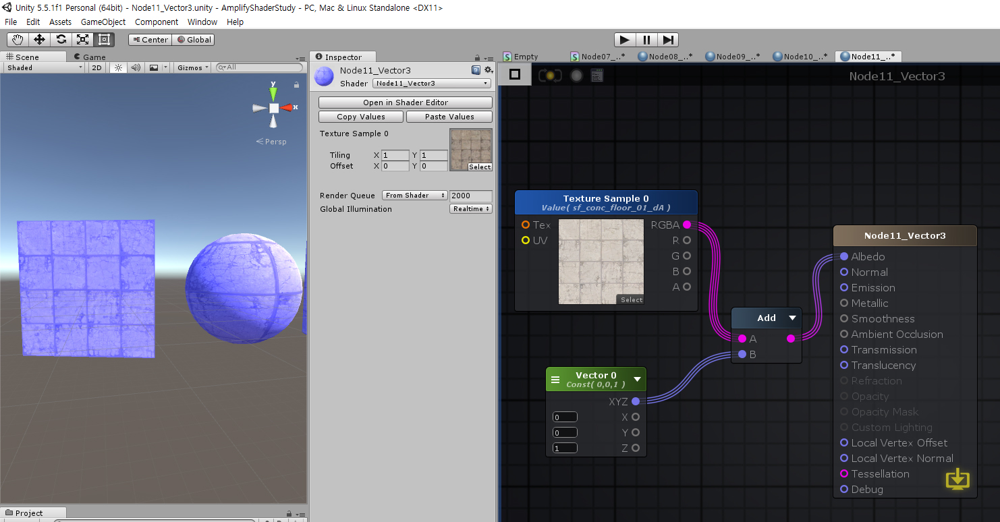 Unity 5.5.1f1 Personal (64bit) - Node11_Vector3.unity - AmplifyShaderStudy - PC, Mac & Linux Standalone <DX11>
File Edit Assets GameObject Component Window Help
Center Global
Scene Game
Shaded 2D Gizmos All
y
x
Persp
Project
Inspector
Node11_Vector3
Shader Node11_Vector3
Open in Shader Editor
Copy Values Paste Values
Texture Sample 0
Tiling X 1 Y 1
Offset X 0 Y 0
Select
Render Queue From Shader 2000
Global Illumination Realtime
Empty Node07_..* Node08_..* Node09_..* Node10_..* Node11_..*
Node11_Vector3
Texture Sample 0
Value( sf_conc_floor_01_dA )
Tex RGBA
UV R
G
B
A
Select
Add
A
B
Vector 0
Const( 0,0,1 )
XYZ
0 X
0 Y
1 Z
Node11_Vector3
Albedo
Normal
Emission
Metallic
Smoothness
Ambient Occlusion
Transmission
Translucency
Refraction
Opacity
Opacity Mask
Custom Lighting
Local Vertex Offset
Local Vertex Normal
Tessellation
Debug